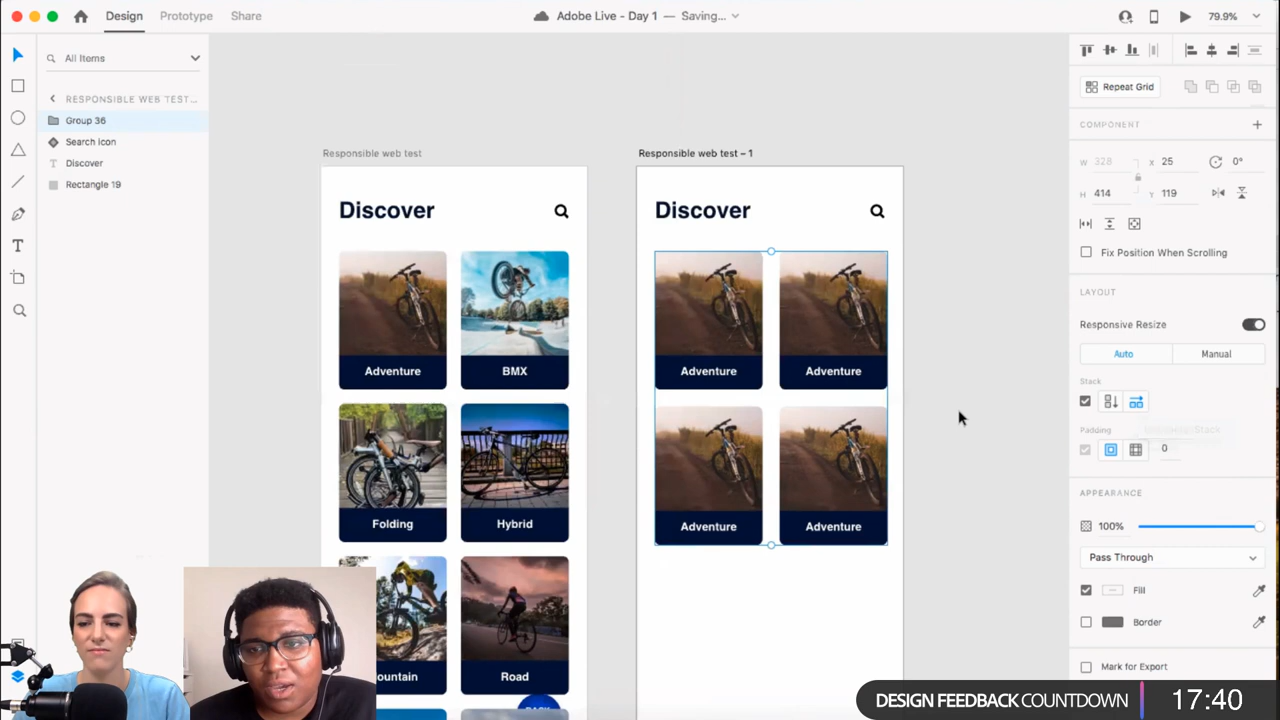 Design Prototype Share
Adobe Live - Day 1 — Saving...
79.9%
All Items
RESPONSIBLE WEB TEST...
Group 36
Search Icon
Discover
Rectangle 19
Responsible web test
Discover
Adventure BMX
Folding Hybrid
ountain Road
Responsible web test – 1
Discover
Adventure Adventure
Adventure Adventure
Repeat Grid
COMPONENT
W 328 X 25 0°
H 414 Y 119
Fix Position When Scrolling
LAYOUT
Responsive Resize
Auto Manual
Stack
Padding
0
APPEARANCE
100%
Pass Through
Fill
Border
Mark for Export
DESIGN FEEDBACK COUNTDOWN 17:40